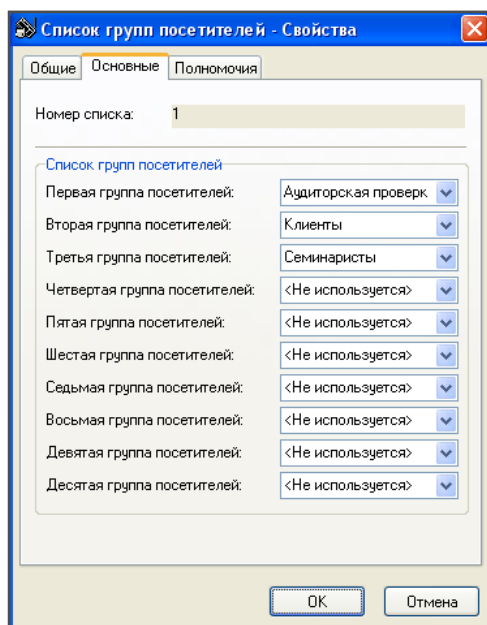 Список групп посетителей - Свойства
Общие Основные Полномочия
Номер списка: 1
Список групп посетителей
Первая группа посетителей: Аудиторская проверк
Вторая группа посетителей: Клиенты
Третья группа посетителей: Семинаристы
Четвертая группа посетителей: <Не используется>
Пятая группа посетителей: <Не используется>
Шестая группа посетителей: <Не используется>
Седьмая группа посетителей: <Не используется>
Восьмая группа посетителей: <Не используется>
Девятая группа посетителей: <Не используется>
Десятая группа посетителей: <Не используется>
OK Отмена